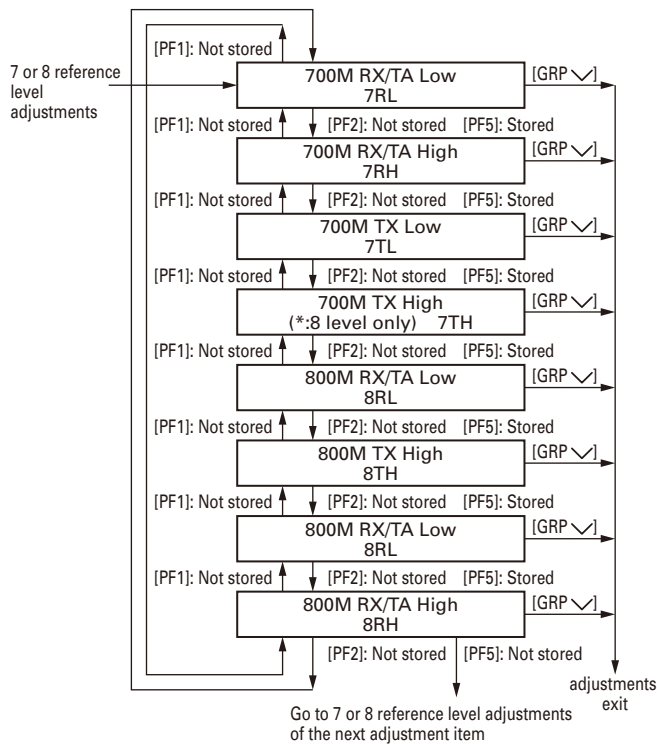 [PF1]: Not stored
7 or 8 reference
level
adjustments
700M RX/TA Low
7RL
[GRP ]
[PF1]: Not stored [PF2]: Not stored [PF5]: Stored
700M RX/TA High
7RH
[GRP ]
[PF1]: Not stored [PF2]: Not stored [PF5]: Stored
700M TX Low
7TL
[GRP ]
[PF1]: Not stored [PF2]: Not stored [PF5]: Stored
700M TX High
(*:8 level only) 7TH
[GRP ]
[PF1]: Not stored [PF2]: Not stored [PF5]: Stored
800M RX/TA Low
8RL
[GRP ]
[PF1]: Not stored [PF2]: Not stored [PF5]: Stored
800M TX High
8TH
[GRP ]
[PF1]: Not stored [PF2]: Not stored [PF5]: Stored
800M RX/TA Low
8RL
[GRP ]
[PF1]: Not stored [PF2]: Not stored [PF5]: Stored
800M RX/TA High
8RH
[GRP ]
[PF2]: Not stored [PF5]: Not stored
adjustments
exit
Go to 7 or 8 reference level adjustments
of the next adjustment item